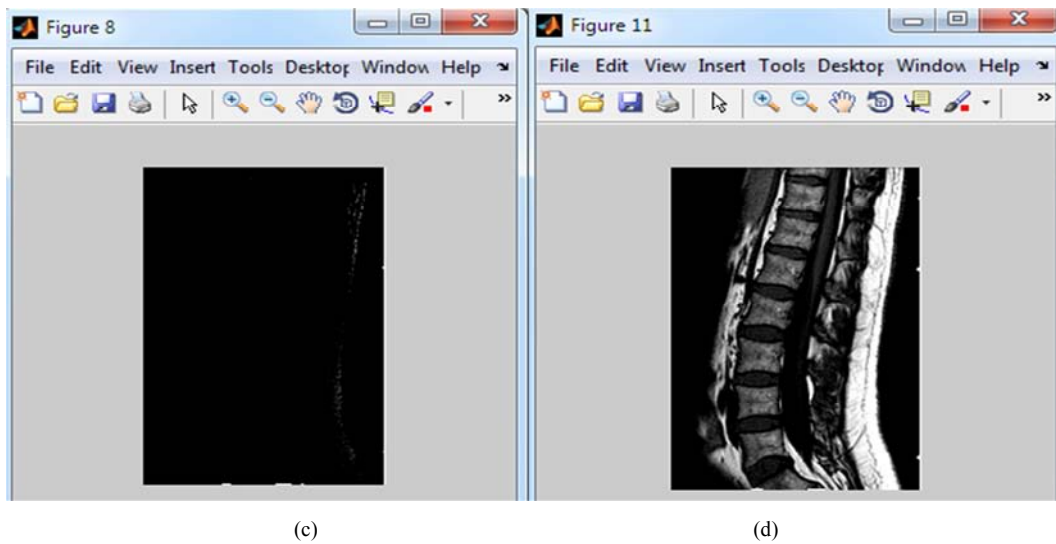 Figure 8
File Edit View Insert Tools Desktop Window Help
Figure 11
File Edit View Insert Tools Desktop Window Help
(c)
(d)